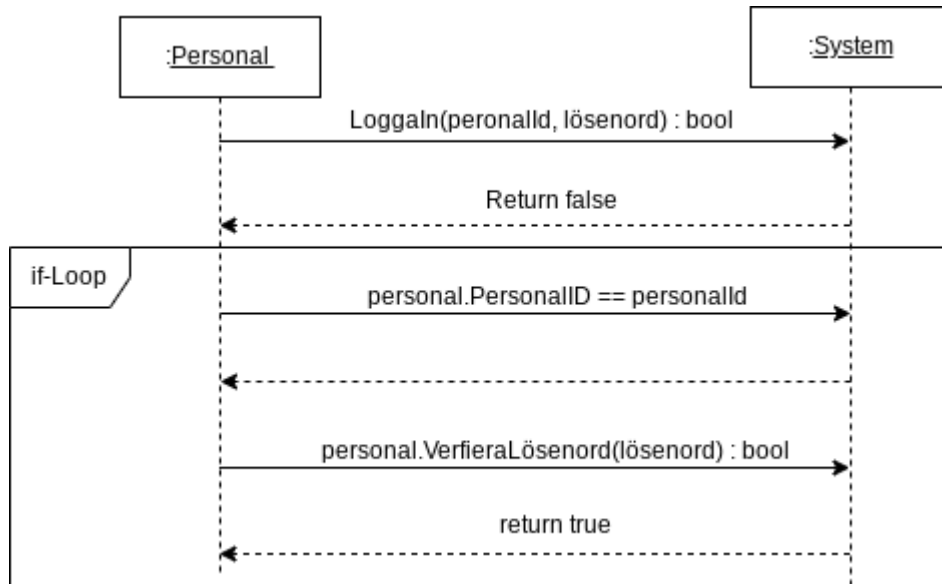 :Personal
:System
LoggaIn(peronalId, lösenord) : bool
Return false
if-Loop
personal.PersonalID == personalId
personal.VerfieraLösenord(lösenord) : bool
return true